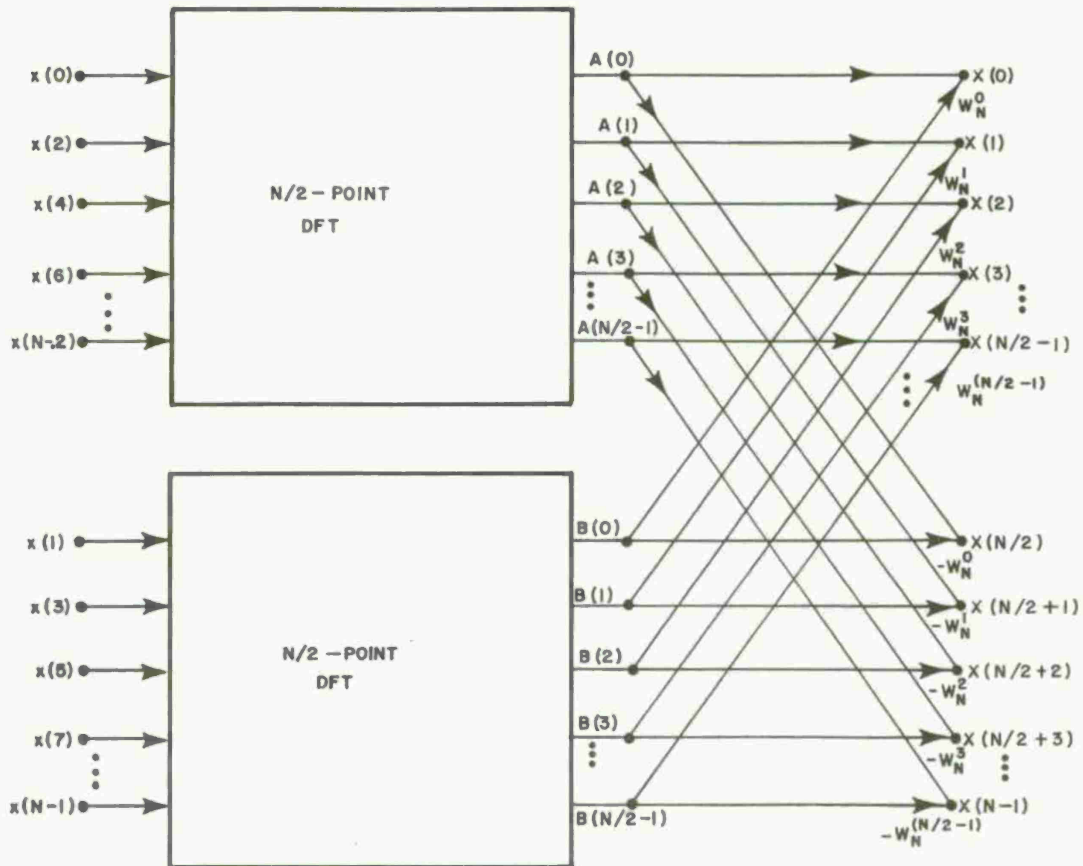 x(0)
x(2)
x(4)
x(6)
x(N-2)
N/2-POINT
DFT
A(0)
A(1)
A(2)
A(3)
A(N/2-1)
X(0)
W_N^0
X(1)
W_N^1
X(2)
W_N^2
X(3)
W_N^3
X(N/2-1)
W_N^(N/2-1)
x(1)
x(3)
x(5)
x(7)
x(N-1)
N/2-POINT
DFT
B(0)
B(1)
B(2)
B(3)
B(N/2-1)
X(N/2)
-W_N^0
X(N/2+1)
-W_N^1
X(N/2+2)
-W_N^2
X(N/2+3)
-W_N^3
X(N-1)
-W_N^(N/2-1)